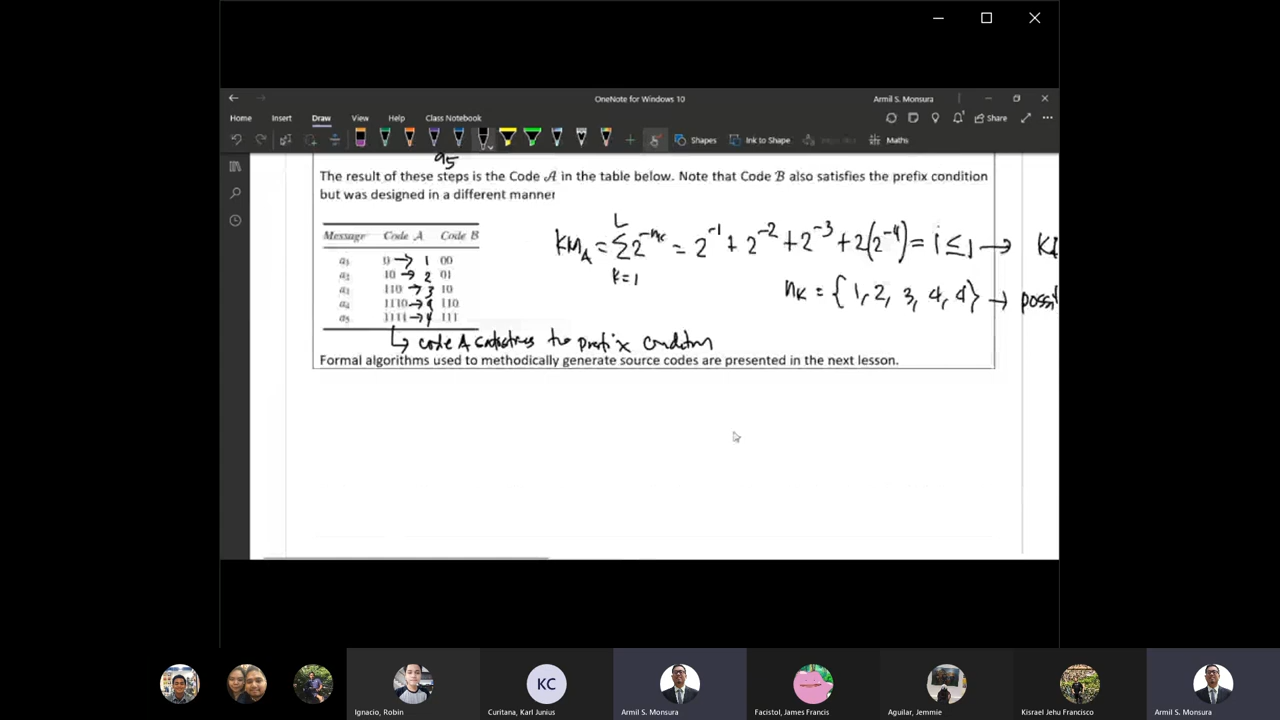 OneNote for Windows 10
Armil S. Monsura
Home Insert Draw View Help Class Notebook
Share
Shapes Ink to Shape Maths
a5
The result of these steps is the Code A in the table below. Note that Code B also satisfies the prefix condition
but was designed in a different manner
Message Code A Code B
a1 0 → 1 00
a2 10 → 2 01
a3 110 → 3 10
a4 1110 → 4 110
a5 1111 → 4 111
KM_A = Σ 2^-nk = 2^-1 + 2^-2 + 2^-3 + 2(2^-4) = 1 ≤ 1 →
L
k=1
nk = { 1, 2, 3, 4, 4 } →
↳ code A the prefix condition
Formal algorithms used to methodically generate source codes are presented in the next lesson.
KC
Ignacio, Robin
Curitana, Karl Junius
Armil S. Monsura
Facistol, James Francis
Aguilar, Jemmie
Kisrael Jehu Francisco
Armil S. Monsura